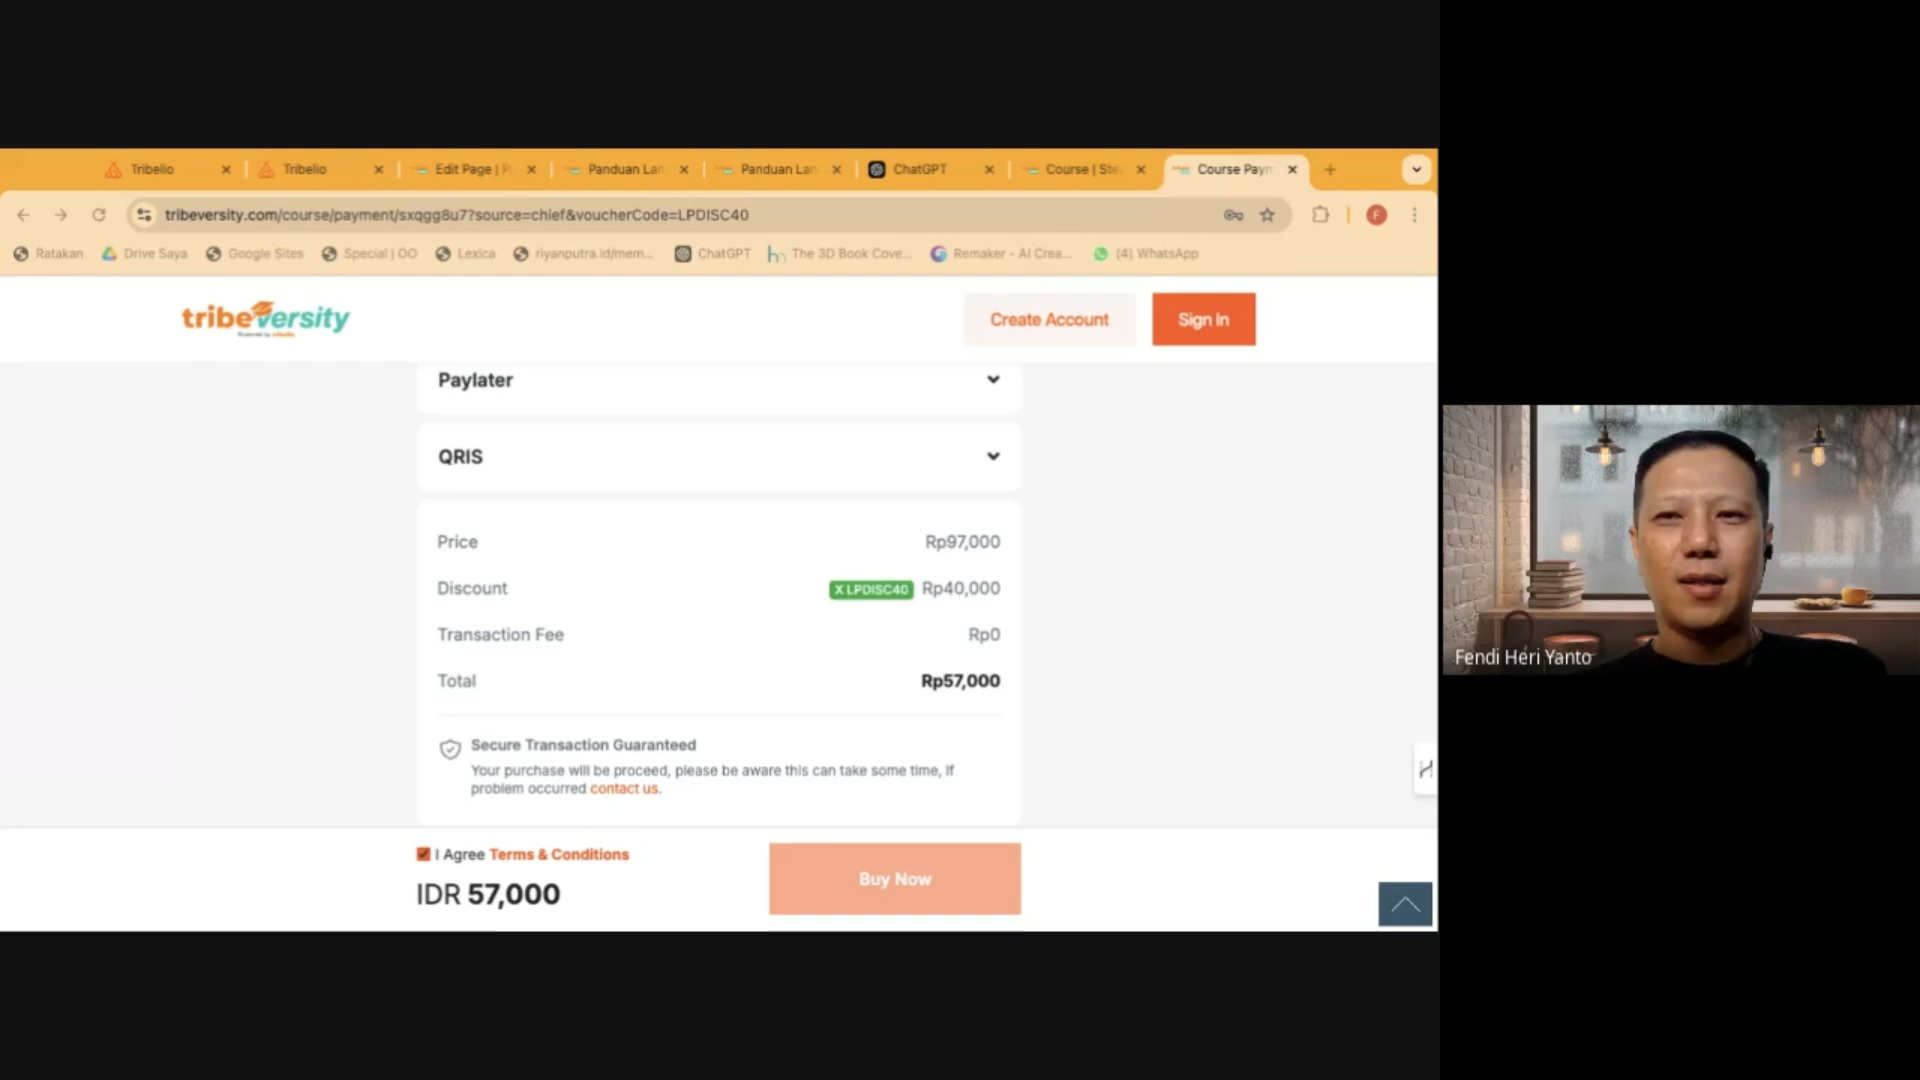 Tribelio
Tribelio
Edit Page | P
Panduan Lan
Panduan Lan
ChatGPT
Course | Ste
Course Paym
tribeversity.com/course/payment/sxqgg8u7?source=chief&voucherCode=LPDISC40
F
Ratakan
Drive Saya
Google Sites
Special | OO
Lexica
riyanputra.id/mem...
ChatGPT
The 3D Book Cove...
Remaker - AI Crea...
(4) WhatsApp
tribeversity
Create Account
Sign In
Paylater
QRIS
Price Rp97,000
Discount X LPDISC40 Rp40,000
Transaction Fee Rp0
Total Rp57,000
Secure Transaction Guaranteed
Your purchase will be proceed, please be aware this can take some time, if
problem occurred contact us.
I Agree Terms & Conditions
IDR 57,000
Buy Now
Fendi Heri Yanto